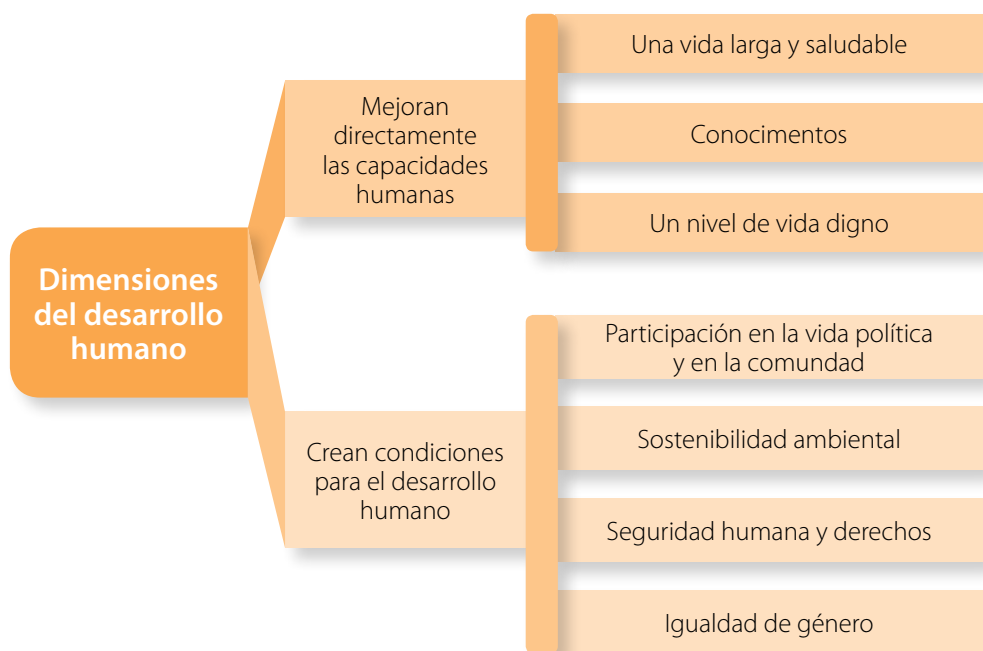 Dimensiones
del desarrollo
humano
Mejoran
directamente
las capacidades
humanas
Una vida larga y saludable
Conocimentos
Un nivel de vida digno
Crean condiciones
para el desarrollo
humano
Participación en la vida política
y en la comundad
Sostenibilidad ambiental
Seguridad humana y derechos
Igualdad de género